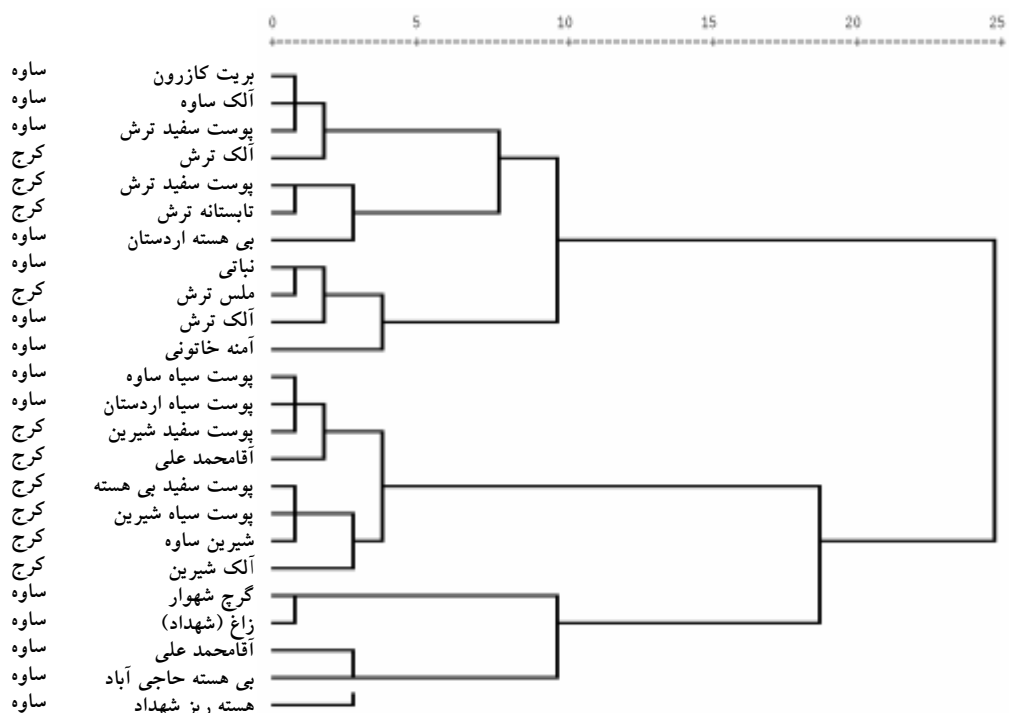 0 5 10 15 20 25
بریت کازرون ساوه
آلک ساوه ساوه
پوست سفید ترش ساوه
آلک ترش کرج
پوست سفید ترش کرج
تابستانه ترش کرج
بی هسته اردستان ساوه
نباتی ساوه
ملس ترش کرج
آلک ترش ساوه
آمنه خاتونی ساوه
پوست سیاه ساوه ساوه
پوست سیاه اردستان ساوه
پوست سفید شیرین کرج
آقامحمد علی کرج
پوست سفید بی هسته کرج
پوست سیاه شیرین کرج
شیرین ساوه کرج
آلک شیرین کرج
گرچ شهوار ساوه
زاغ (شهداد) ساوه
آقامحمد علی ساوه
بی هسته حاجی آباد ساوه
هسته ریز شهداد ساوه